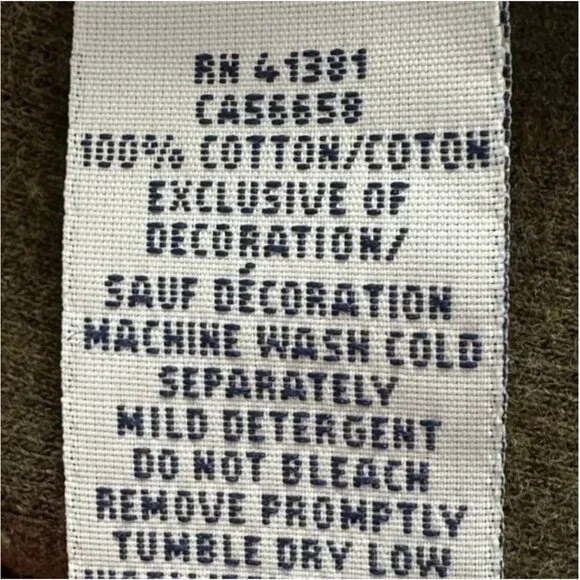 RN 41381
CA56658
100% COTTON/COTON
EXCLUSIVE OF
DECORATION/
SAUF DÉCORATION
MACHINE WASH COLD
SEPARATELY
MILD DETERGENT
DO NOT BLEACH
REMOVE PROMPTLY
TUMBLE DRY LOW